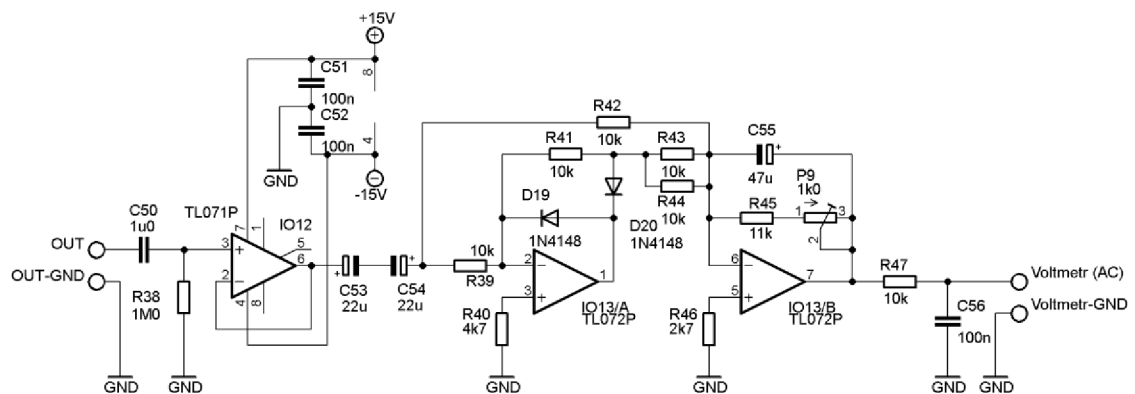 +15V
+
8
C51
100n
C52
100n
4
GND
−
-15V
R42
10k
R41
10k
R43
10k
R44
10k
C55
+
47u
P9
1k0
1
3
2
R45
11k
D19
1N4148
D20
1N4148
C50
1u0
TL071P
IO12
7
1
5
3
+
6
2
−
4
8
OUT
OUT-GND
R38
1M0
GND
GND
+
C53
22u
+
C54
22u
10k
R39
2
−
1
3
+
IO13/A
TL072P
R40
4k7
GND
6
−
7
5
+
IO13/B
TL072P
R46
2k7
GND
R47
10k
C56
100n
GND
GND
Voltmetr (AC)
Voltmetr-GND